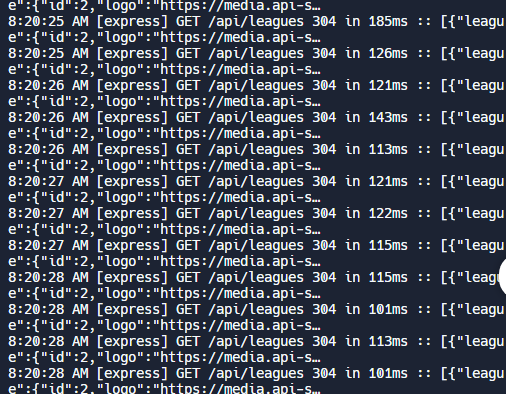 e":{"id":2,"logo":"https://media.api-s…
8:20:25 AM [express] GET /api/leagues 304 in 185ms :: [{"leagu
e":{"id":2,"logo":"https://media.api-s…
8:20:25 AM [express] GET /api/leagues 304 in 126ms :: [{"leagu
e":{"id":2,"logo":"https://media.api-s…
8:20:26 AM [express] GET /api/leagues 304 in 121ms :: [{"leagu
e":{"id":2,"logo":"https://media.api-s…
8:20:26 AM [express] GET /api/leagues 304 in 143ms :: [{"leagu
e":{"id":2,"logo":"https://media.api-s…
8:20:26 AM [express] GET /api/leagues 304 in 113ms :: [{"leagu
e":{"id":2,"logo":"https://media.api-s…
8:20:27 AM [express] GET /api/leagues 304 in 121ms :: [{"leagu
e":{"id":2,"logo":"https://media.api-s…
8:20:27 AM [express] GET /api/leagues 304 in 122ms :: [{"leagu
e":{"id":2,"logo":"https://media.api-s…
8:20:27 AM [express] GET /api/leagues 304 in 115ms :: [{"leagu
e":{"id":2,"logo":"https://media.api-s…
8:20:28 AM [express] GET /api/leagues 304 in 115ms :: [{"leagu
e":{"id":2,"logo":"https://media.api-s…
8:20:28 AM [express] GET /api/leagues 304 in 101ms :: [{"leagu
e":{"id":2,"logo":"https://media.api-s…
8:20:28 AM [express] GET /api/leagues 304 in 113ms :: [{"leagu
e":{"id":2,"logo":"https://media.api-s…
8:20:28 AM [express] GET /api/leagues 304 in 101ms :: [{"leagu
e":{"id":2,"logo":"https://media.api-s…